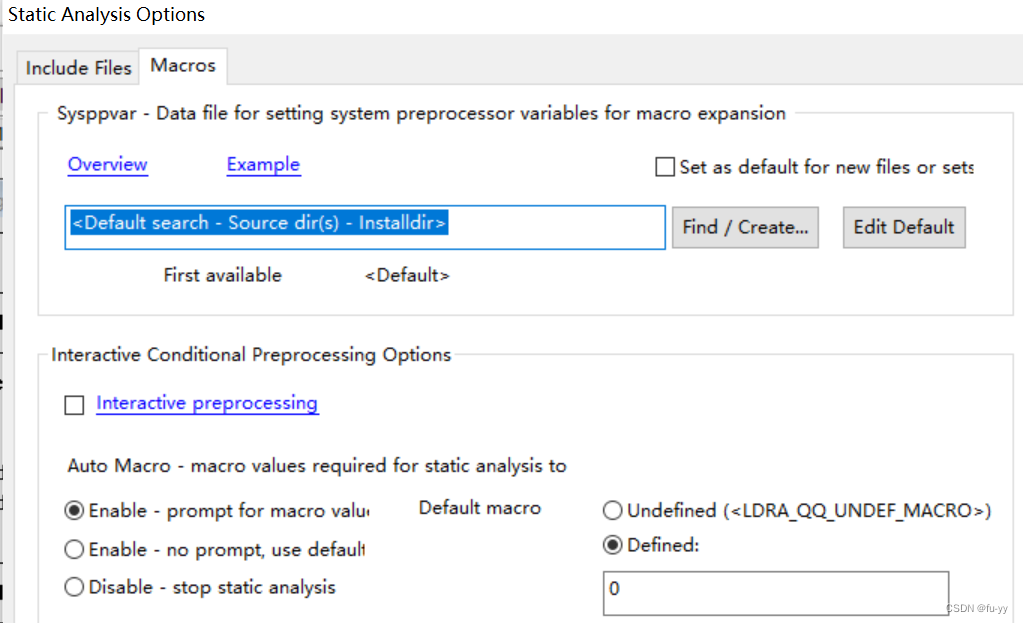 Static Analysis Options
Include Files
Macros
Sysppvar - Data file for setting system preprocessor variables for macro expansion
Overview
Example
Set as default for new files or sets
<Default search - Source dir(s) - Installdir>
Find / Create...
Edit Default
First available
<Default>
Interactive Conditional Preprocessing Options
Interactive preprocessing
Auto Macro - macro values required for static analysis to
Enable - prompt for macro value
Default macro
Undefined (<LDRA_QQ_UNDEF_MACRO>)
Enable - no prompt, use default
Defined:
Disable - stop static analysis
0
CSDN @fu-yy